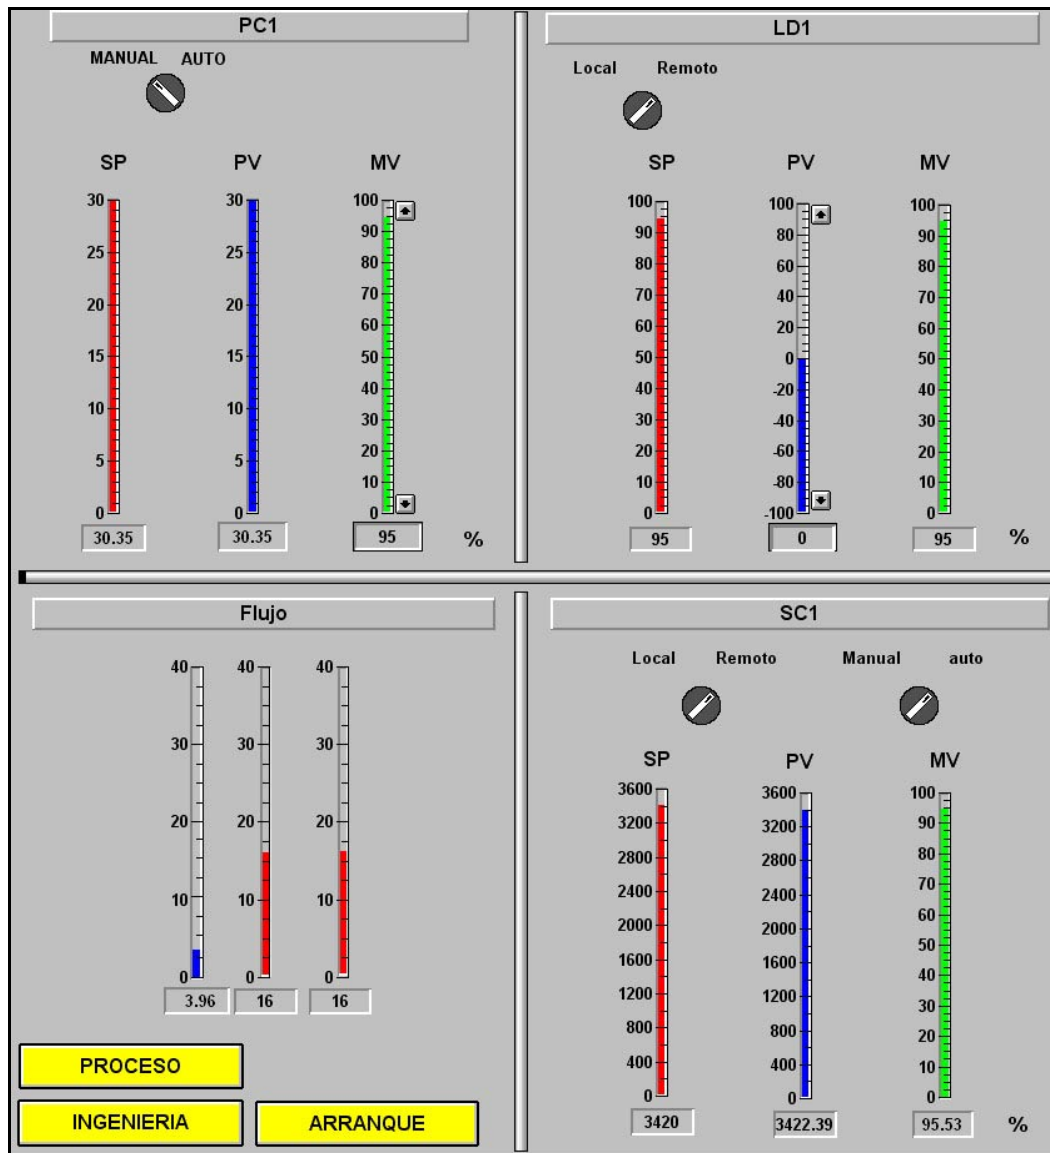 PC1
MANUAL AUTO
SP PV MV
30 30 100
90
25 25 80
70
20 20 60
15 15 50
40
10 10 30
5 5 20
10
0 0 0
30.35 30.35 95 %
LD1
Local Remoto
SP PV MV
100 100 100
90 80 90
80 60 80
70 40 70
60 20 60
50 0 50
40 -20 40
30 -40 30
20 -60 20
10 -80 10
0 -100 0
95 0 95 %
Flujo
40 40 40
30 30 30
20 20 20
10 10 10
0 0 0
3.96 16 16
PROCESO
INGENIERIA ARRANQUE
SC1
Local Remoto Manual auto
SP PV MV
3600 3600 100
3200 3200 90
80
2800 2800 70
2400 2400 60
2000 2000 50
1600 1600 40
1200 1200 30
800 800 20
400 400 10
0 0 0
3420 3422.39 95.53 %